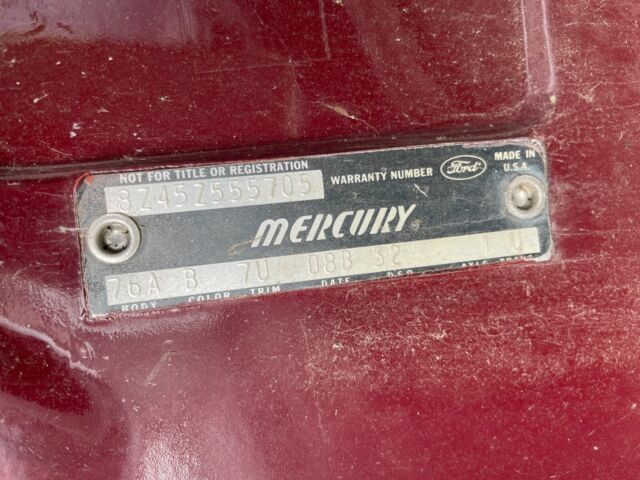 NOT FOR TITLE OR REGISTRATION
8Z45Z555705 WARRANTY NUMBER Ford MADE IN U.S.A.
MERCURY
76A B 7U 08B 32 1 U
BODY COLOR TRIM DATE DSO AXLE TRANS